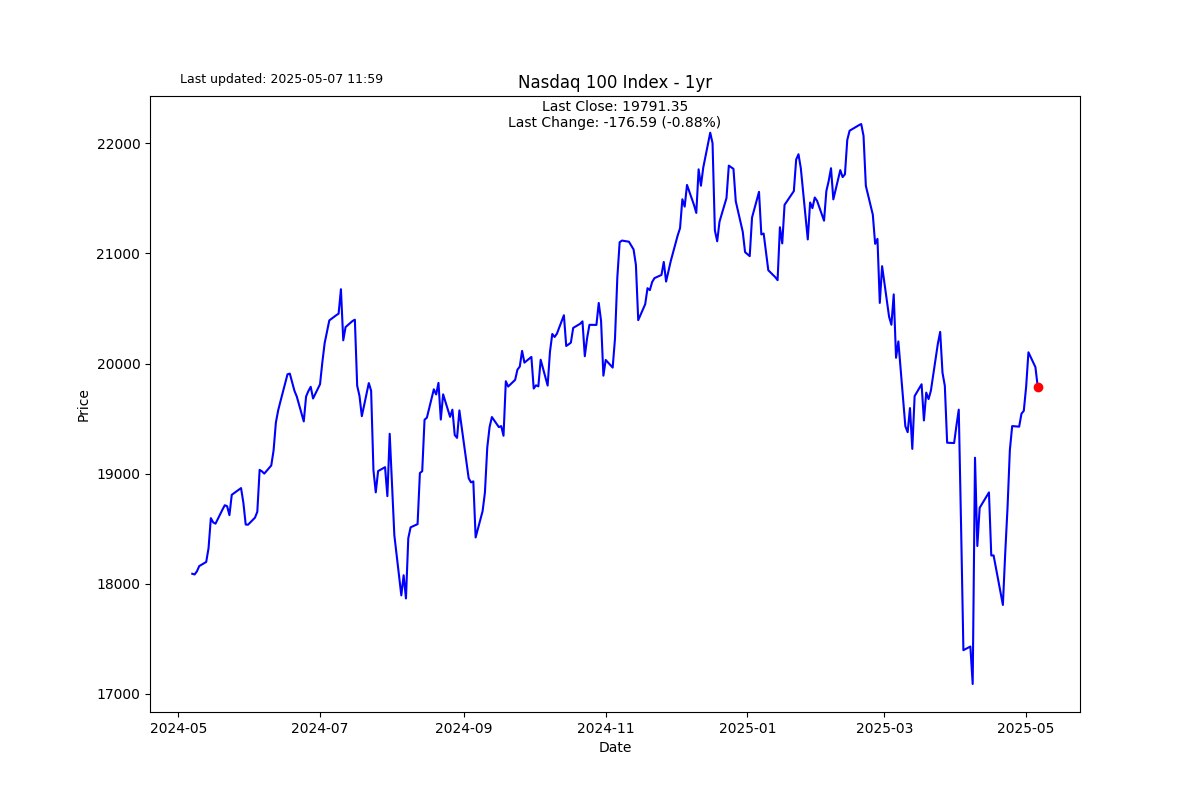 Last updated: 2025-05-07 11:59
Nasdaq 100 Index - 1yr
Last Close: 19791.35
Last Change: -176.59 (-0.88%)
Price
22000
21000
20000
19000
18000
17000
2024-05 2024-07 2024-09 2024-11 2025-01 2025-03 2025-05
Date